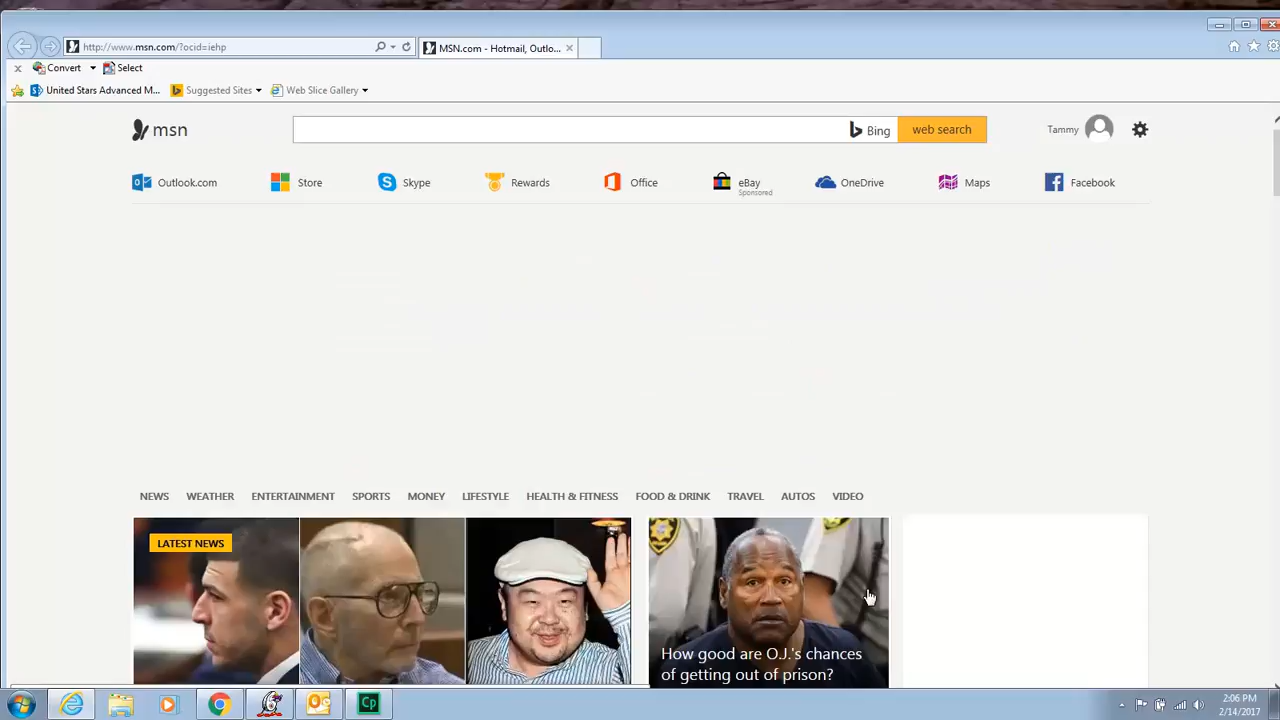 http://www.msn.com/?ocid=iehp
MSN.com - Hotmail, Outlo...
Convert
Select
United Stars Advanced M...
Suggested Sites
Web Slice Gallery
msn
Bing
web search
Tammy
Outlook.com
Store
Skype
Rewards
Office
eBay
Sponsored
OneDrive
Maps
Facebook
NEWS WEATHER ENTERTAINMENT SPORTS MONEY LIFESTYLE HEALTH & FITNESS FOOD & DRINK TRAVEL AUTOS VIDEO
LATEST NEWS
How good are O.J.'s chances
of getting out of prison?
Cp
2:06 PM
2/14/2017